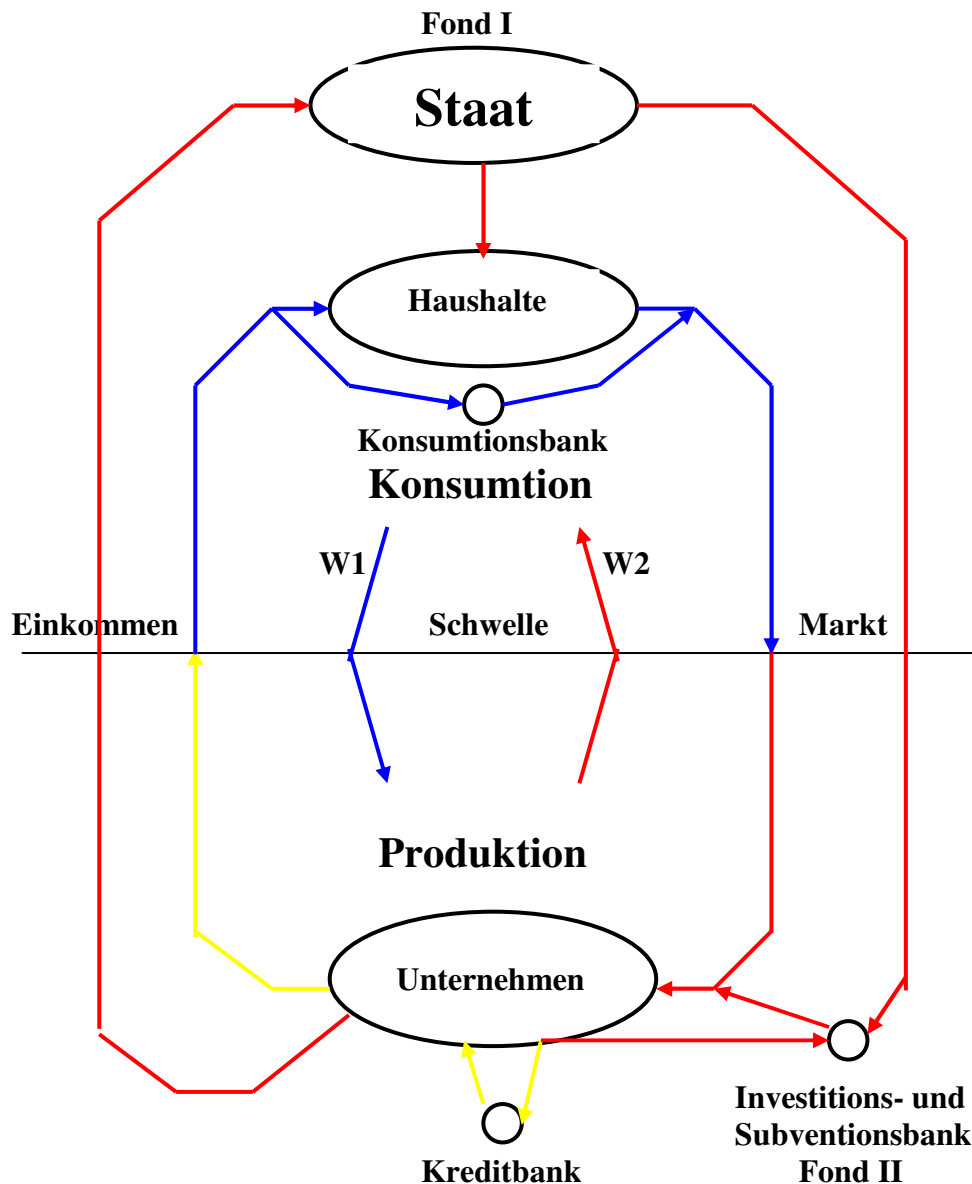 Fond I
Staat
Haushalte
Konsumtionsbank
Konsumtion
W1
W2
Einkommen
Schwelle
Markt
Produktion
Unternehmen
Investitions- und
Subventionsbank
Fond II
Kreditbank